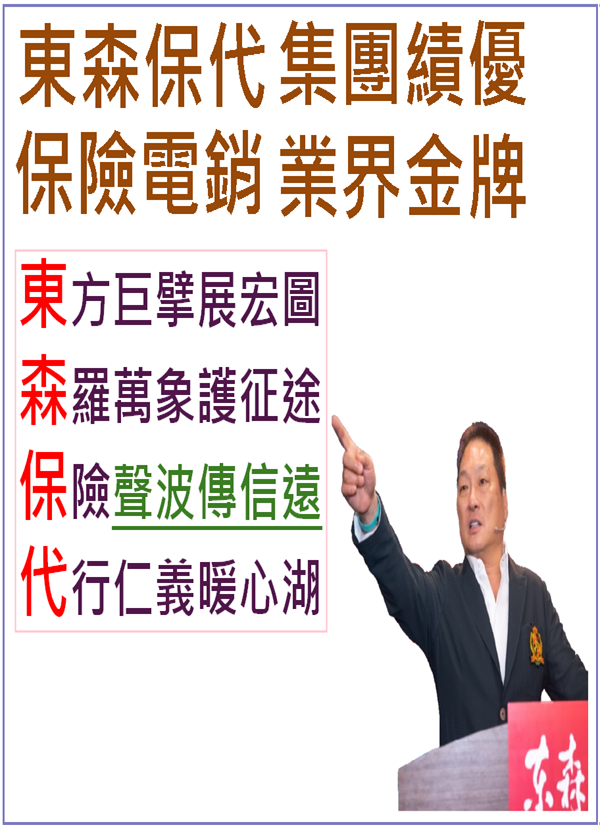 東森保代 集團績優
保險電銷 業界金牌
東方巨擘展宏圖
森羅萬象護征途
保險聲波傳信遠
代行仁義暖心湖
东森